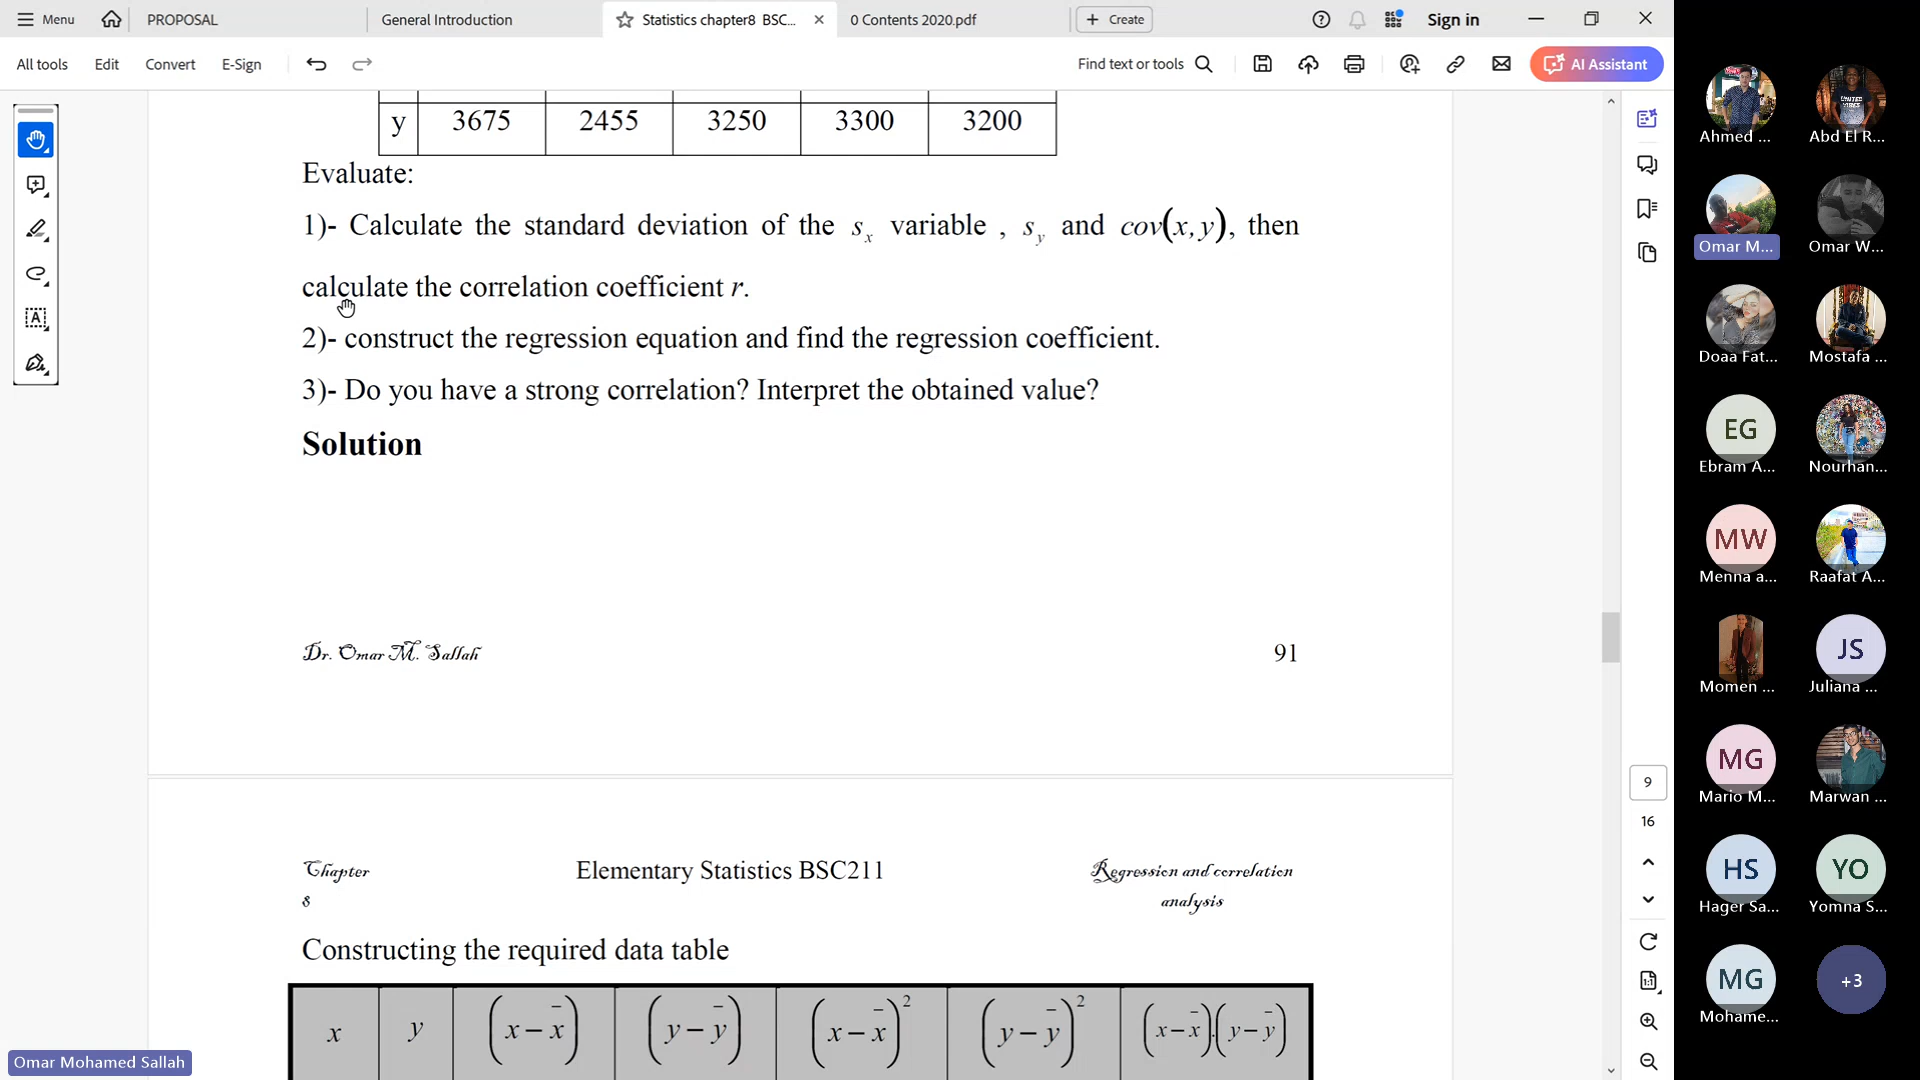 Menu
PROPOSAL
General Introduction
Statistics chapter8 BSC...
0 Contents 2020.pdf
Create
Sign in
All tools
Edit
Convert
E-Sign
Find text or tools
AI Assistant
y 3675 2455 3250 3300 3200
Evaluate:
1)- Calculate the standard deviation of the sₓ variable , s_y and cov(x,y), then
calculate the correlation coefficient r.
2)- construct the regression equation and find the regression coefficient.
3)- Do you have a strong correlation? Interpret the obtained value?
Solution
Dr. Omar M. Sallah 91
Chapter
8
Elementary Statistics BSC211
Regression and correlation
analysis
Constructing the required data table
x y (x − x̄) (y − ȳ) (x − x̄)² (y − ȳ)² (x − x̄).(y − ȳ)
9
16
Omar Mohamed Sallah
Ahmed ...
Abd El R...
UNITED
VIBES
Omar M...
Omar W...
Doaa Fat...
Mostafa ...
EG
Ebram A...
Nourhan...
MW
Menna a...
Raafat A...
Momen ...
JS
Juliana ...
MG
Mario M...
Marwan ...
HS
Hager Sa...
YO
Yomna S...
MG
Mohame...
+3